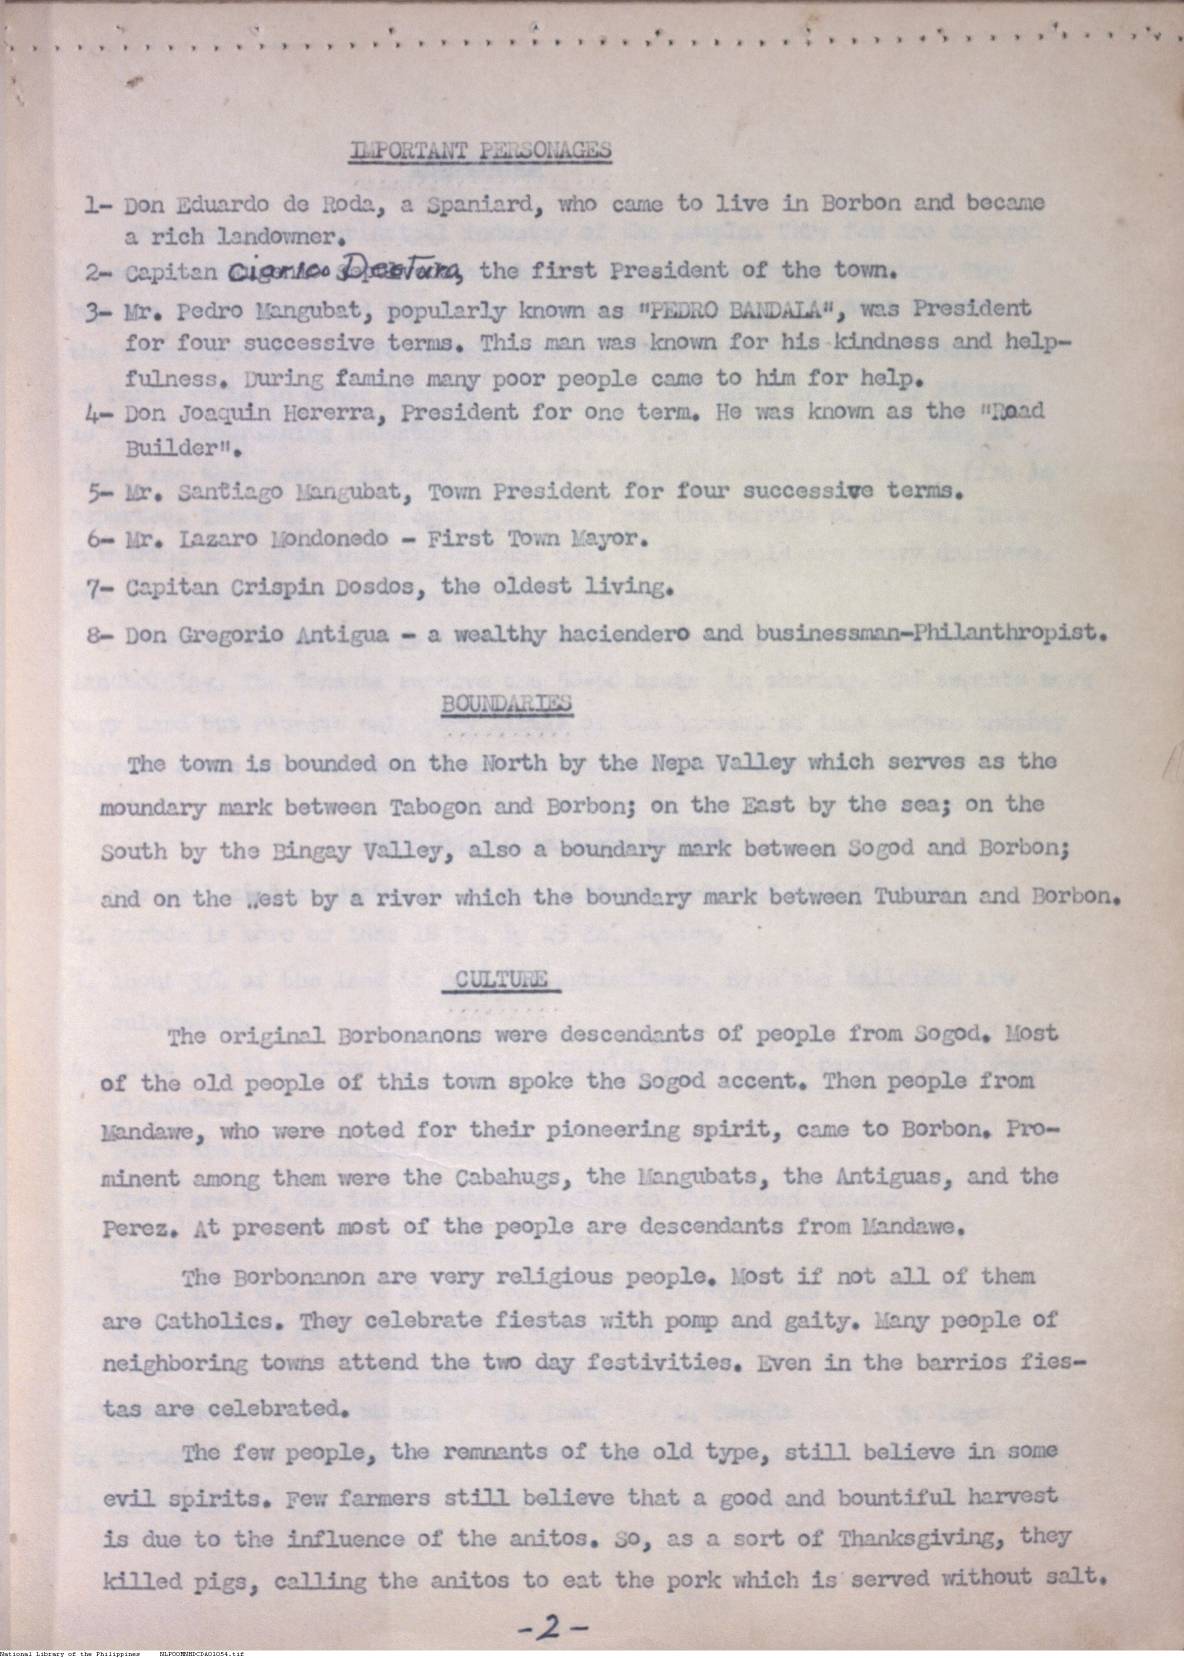 IMPORTANT PERSONAGES
1- Don Eduardo de Roda, a Spaniard, who came to live in Borbon and became
a rich landowner.
2- Capitan the first President of the town.
3- Mr. Pedro Mangubat, popularly known as "PEDRO BANDALA", was President
for four successive terms. This man was known for his kindness and help-
fulness. During famine many poor people came to him for help.
4- Don Joaquin Hererra, President for one term. He was known as the "Road
Builder".
5- Mr. Santiago Mangubat, Town President for four successive terms.
6- Mr. Lazaro Mondonedo - First Town Mayor.
7- Capitan Crispin Dosdos, the oldest living.
8- Don Gregorio Antigua - a wealthy haciendero and businessman-Philanthropist.
BOUNDARIES
The town is bounded on the North by the Nepa Valley which serves as the
moundary mark between Tabogon and Borbon; on the East by the sea; on the
South by the Bingay Valley, also a boundary mark between Sogod and Borbon;
and on the West by a river which the boundary mark between Tuburan and Borbon.
CULTURE
The original Borbonanons were descendants of people from Sogod. Most
of the old people of this town spoke the Sogod accent. Then people from
Mandawe, who were noted for their pioneering spirit, came to Borbon. Pro-
minent among them were the Cabahugs, the Mangubats, the Antiguas, and the
Perez. At present most of the people are descendants from Mandawe.
The Borbonanon are very religious people. Most if not all of them
are Catholics. They celebrate fiestas with pomp and gaity. Many people of
neighboring towns attend the two day festivities. Even in the barrios fies-
tas are celebrated.
The few people, the remnants of the old type, still believe in some
evil spirits. Few farmers still believe that a good and bountiful harvest
is due to the influence of the anitos. So, as a sort of Thanksgiving, they
killed pigs, calling the anitos to eat the pork which is served without salt.
-2-
National Library of the Philippines NLPOOMNHDCDA01054.tif